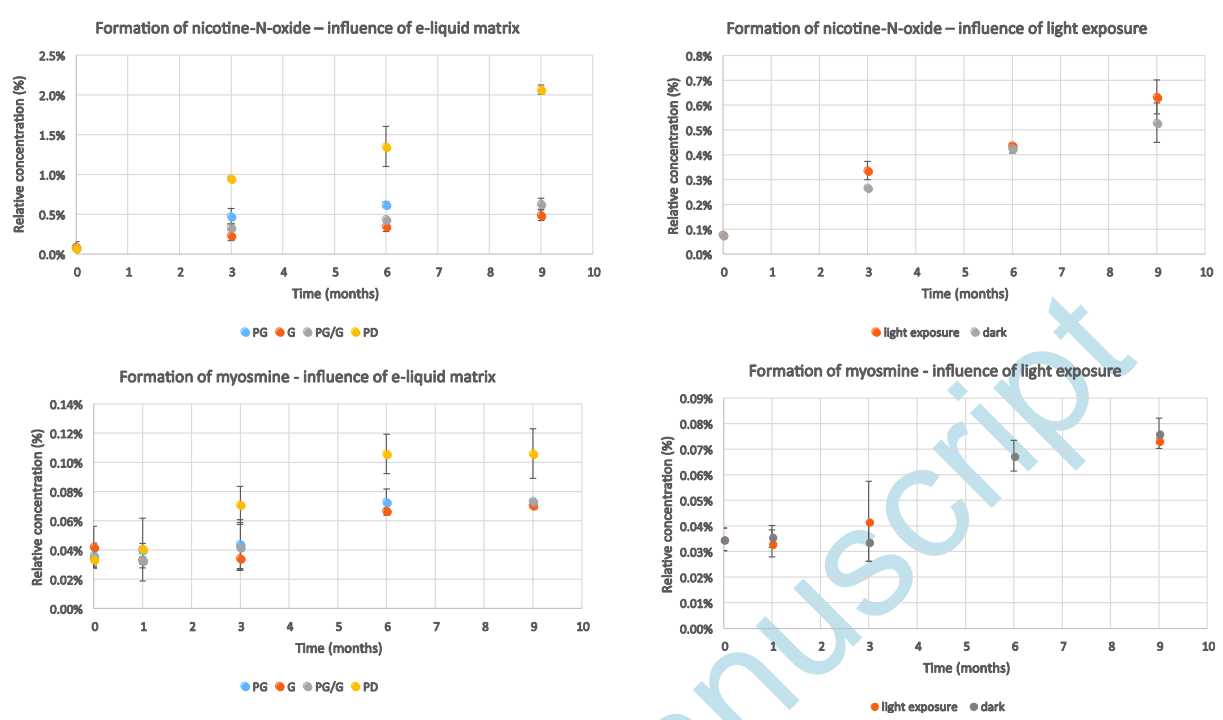 Formation of nicotine-N-oxide – influence of e-liquid matrix
Relative concentration (%)
2.5%
2.0%
1.5%
1.0%
0.5%
0.0%
0 1 2 3 4 5 6 7 8 9 10
Time (months)
PG G PG/G PD
Formation of nicotine-N-oxide – influence of light exposure
Relative concentration (%)
0.8%
0.7%
0.6%
0.5%
0.4%
0.3%
0.2%
0.1%
0.0%
0 1 2 3 4 5 6 7 8 9 10
Time (months)
light exposure dark
Formation of myosmine - influence of e-liquid matrix
Relative concentration (%)
0.14%
0.12%
0.10%
0.08%
0.06%
0.04%
0.02%
0.00%
0 1 2 3 4 5 6 7 8 9 10
Time (months)
PG G PG/G PD
Formation of myosmine - influence of light exposure
Relative concentration (%)
0.09%
0.08%
0.07%
0.06%
0.05%
0.04%
0.03%
0.02%
0.01%
0.00%
0 1 2 3 4 5 6 7 8 9 10
Time (months)
light exposure dark
nuscript